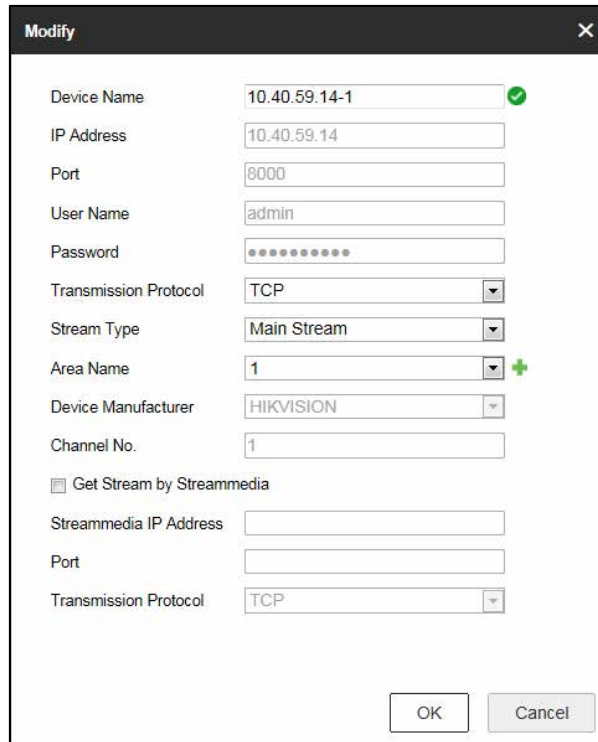 Modify
Device Name 10.40.59.14-1
IP Address 10.40.59.14
Port 8000
User Name admin
Password ●●●●●●●●●●
Transmission Protocol TCP
Stream Type Main Stream
Area Name 1
Device Manufacturer HIKVISION
Channel No. 1
Get Stream by Streammedia
Streammedia IP Address
Port
Transmission Protocol TCP
OK Cancel